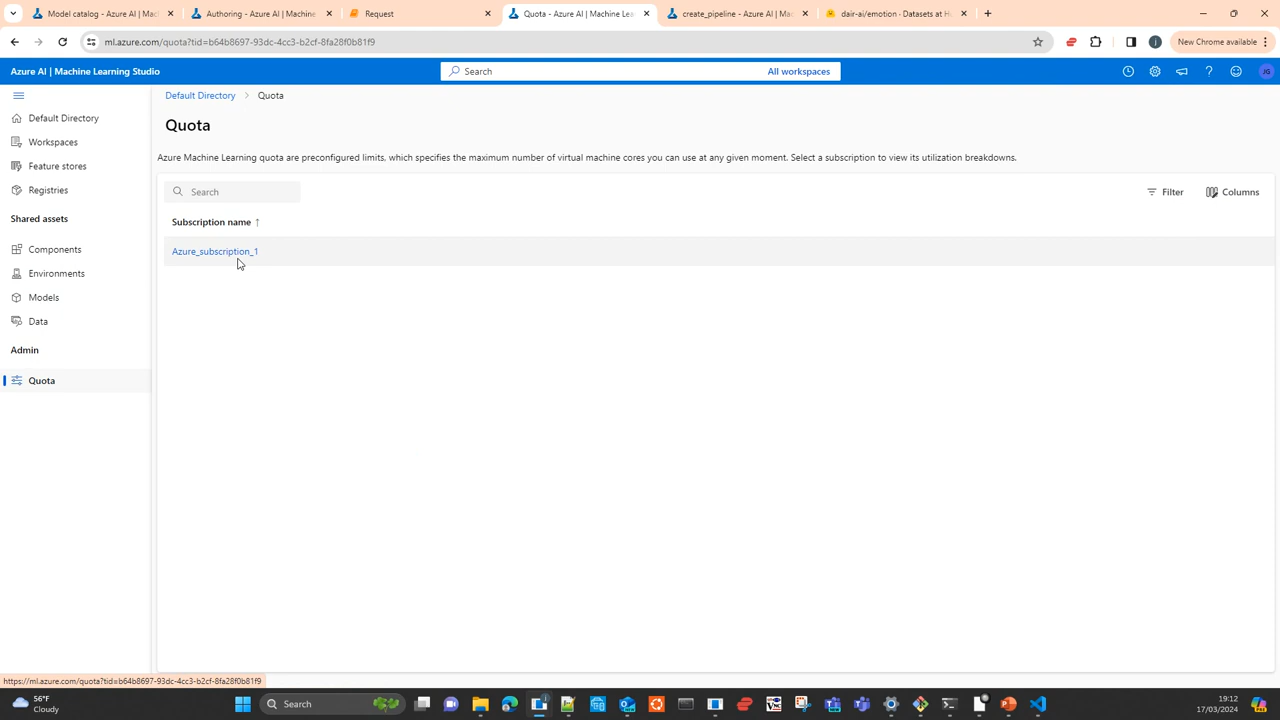 Model catalog - Azure AI | Mac
Authoring - Azure AI | Machine
Request
Quota - Azure AI | Machine Lea
create_pipeline - Azure AI | Ma
dair-ai/emotion · Datasets at H
ml.azure.com/quota?tid=b64b8697-93dc-4cc3-b2cf-8fa28f0b81f9
New Chrome available
Azure AI | Machine Learning Studio
Search
All workspaces
JG
Default Directory
Workspaces
Feature stores
Registries
Shared assets
Components
Environments
Models
Data
Admin
Quota
Default Directory > Quota
Quota
Azure Machine Learning quota are preconfigured limits, which specifies the maximum number of virtual machine cores you can use at any given moment. Select a subscription to view its utilization breakdowns.
Search
Filter
Columns
Subscription name ↑
Azure_subscription_1
https://ml.azure.com/quota?tid=b64b8697-93dc-4cc3-b2cf-8fa28f0b81f9
56°F
Cloudy
Search
19:12
17/03/2024